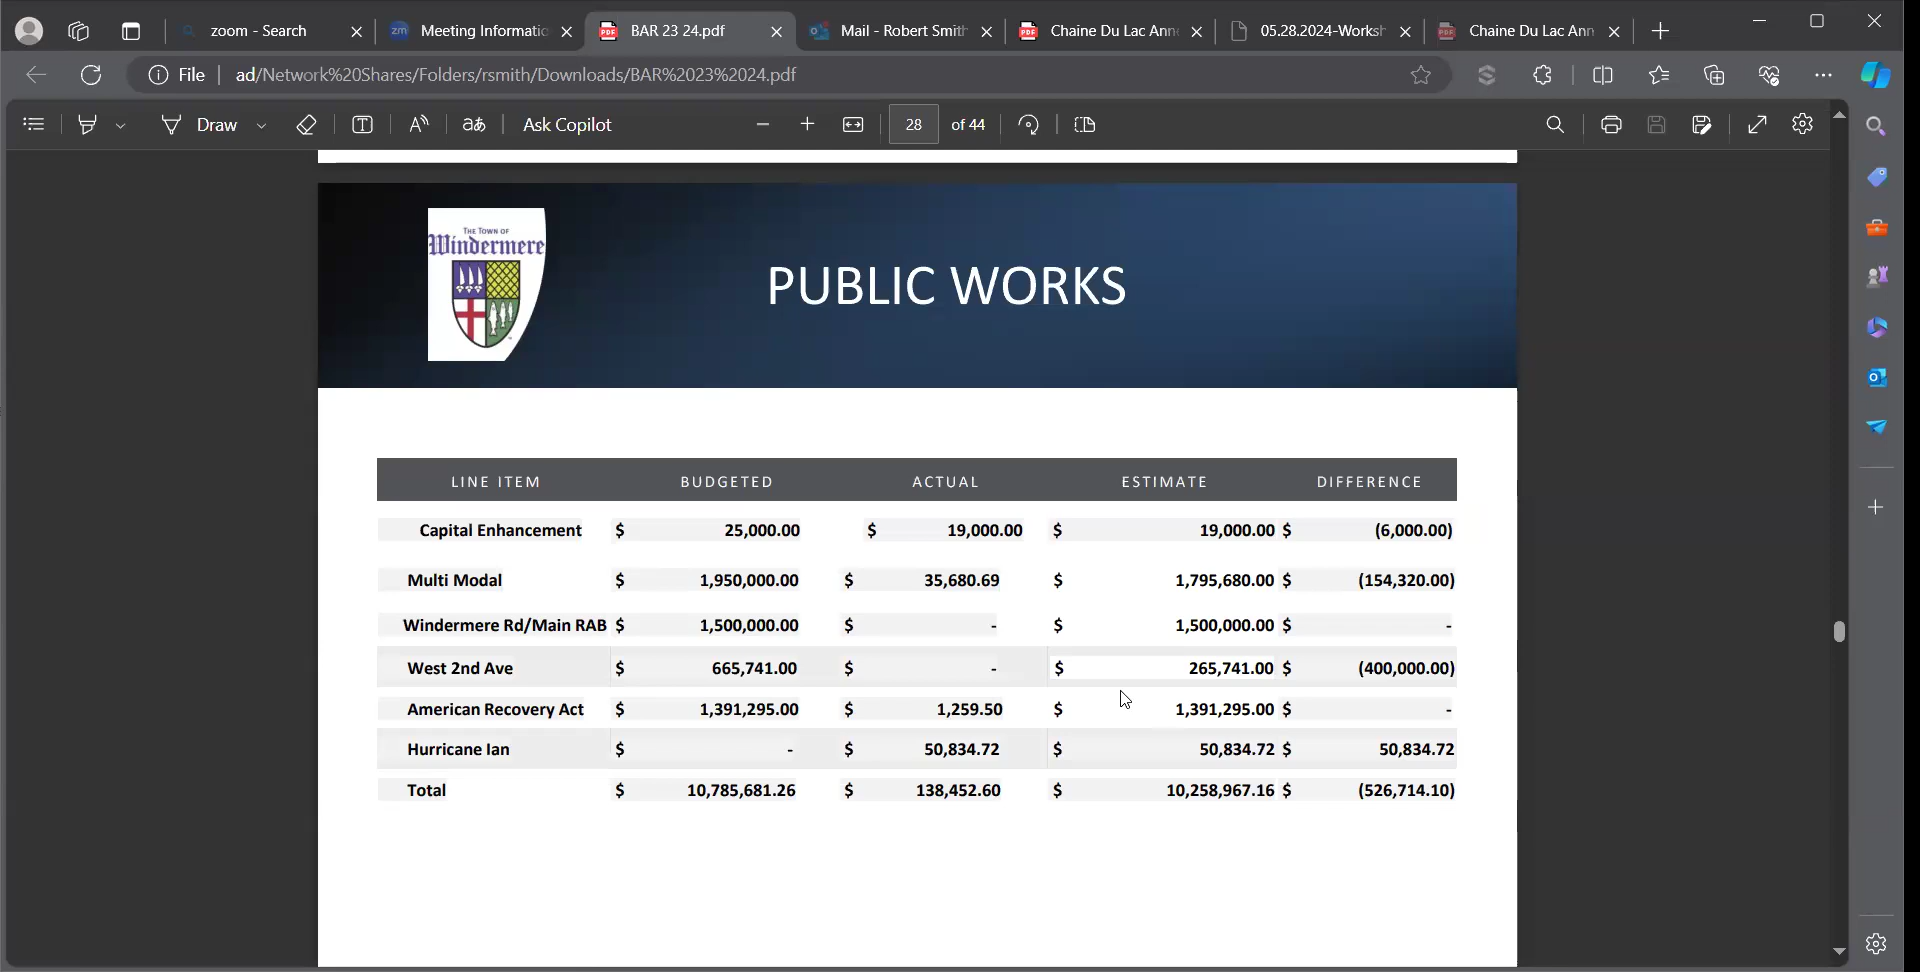 zoom - Search
Meeting Informatio
BAR 23 24.pdf
Mail - Robert Smith
Chaine Du Lac Anne
05.28.2024-Worksh
Chaine Du Lac Ann
File ad/Network%20Shares/Folders/rsmith/Downloads/BAR%2023%2024.pdf
Draw Ask Copilot 28 of 44
THE TOWN OF
Windermere
PUBLIC WORKS
LINE ITEM BUDGETED ACTUAL ESTIMATE DIFFERENCE
Capital Enhancement $ 25,000.00 $ 19,000.00 $ 19,000.00 $ (6,000.00)
Multi Modal $ 1,950,000.00 $ 35,680.69 $ 1,795,680.00 $ (154,320.00)
Windermere Rd/Main RAB $ 1,500,000.00 $ - $ 1,500,000.00 $ -
West 2nd Ave $ 665,741.00 $ - $ 265,741.00 $ (400,000.00)
American Recovery Act $ 1,391,295.00 $ 1,259.50 $ 1,391,295.00 $ -
Hurricane Ian $ - $ 50,834.72 $ 50,834.72 $ 50,834.72
Total $ 10,785,681.26 $ 138,452.60 $ 10,258,967.16 $ (526,714.10)